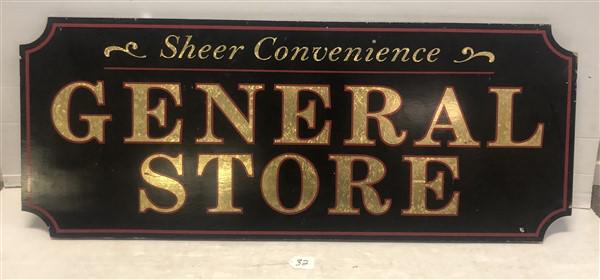 Sheer Convenience
GENERAL
STORE
32